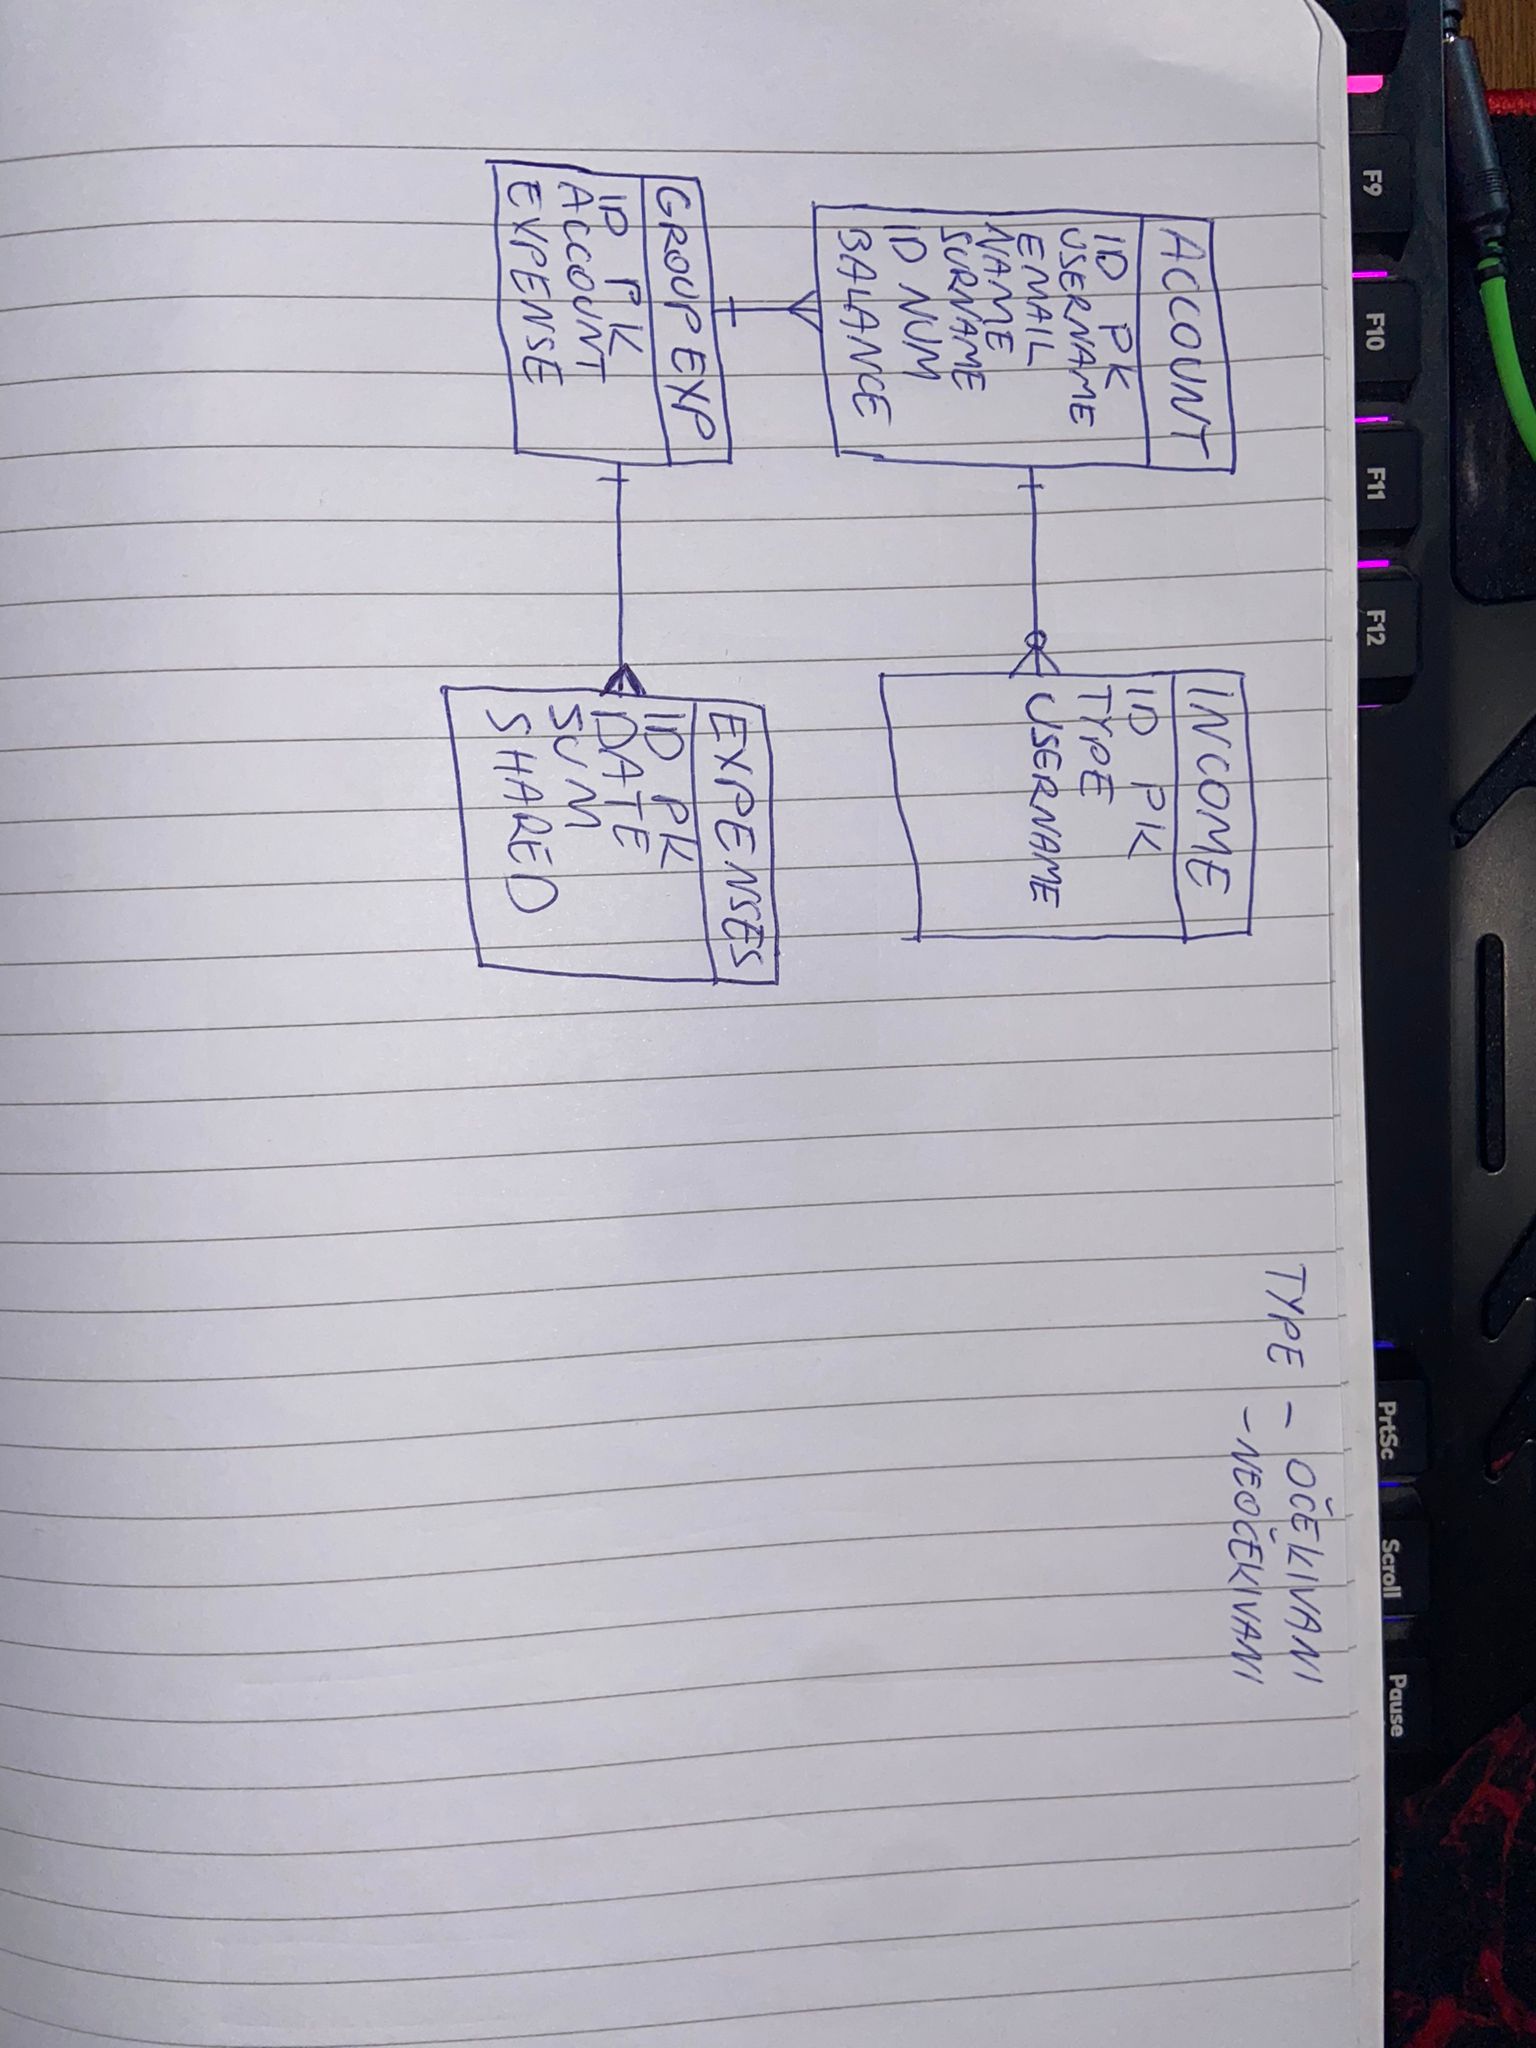 F9 F10 F11 F12 PrtSc Scroll Pause
TYPE - OČEKIVANI
- NEOČEKIVANI
ACCOUNT
ID PK
USERNAME
EMAIL
NAME
SURNAME
ID NUM
BALANCE
INCOME
ID PK
TYPE
USERNAME
GROUP EXP
ID PK
ACCOUNT
EXPENSE
EXPENSES
ID PK
DATE
SUM
SHARED